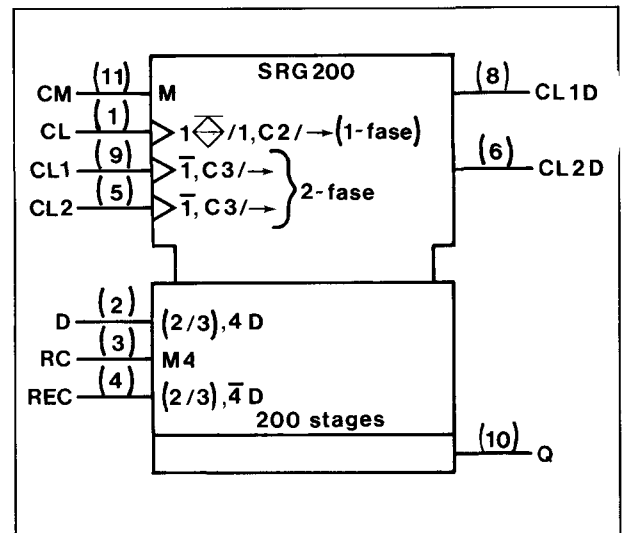 SRG200
CM (11) M (8) CL1D
CL (1) 1◇/1, C2/→ (1-fase)
CL1 (9) 1̅, C3/→ (6) CL2D
CL2 (5) 1̅, C3/→ } 2-fase
D (2) (2/3), 4D
RC (3) M4
REC (4) (2/3), 4̅D
200 stages
(10) Q